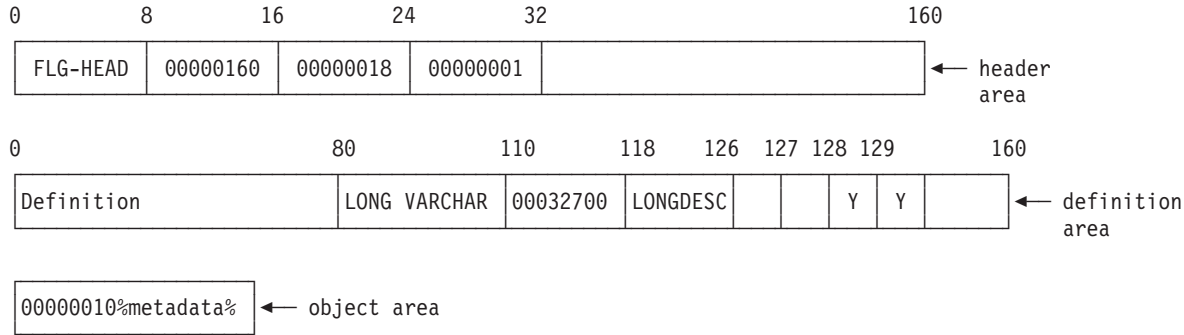 0 8 16 24 32 160
FLG-HEAD 00000160 00000018 00000001 header
area
0 80 110 118 126 127 128 129 160
Definition LONG VARCHAR 00032700 LONGDESC Y Y definition
area
00000010%metadata% object area